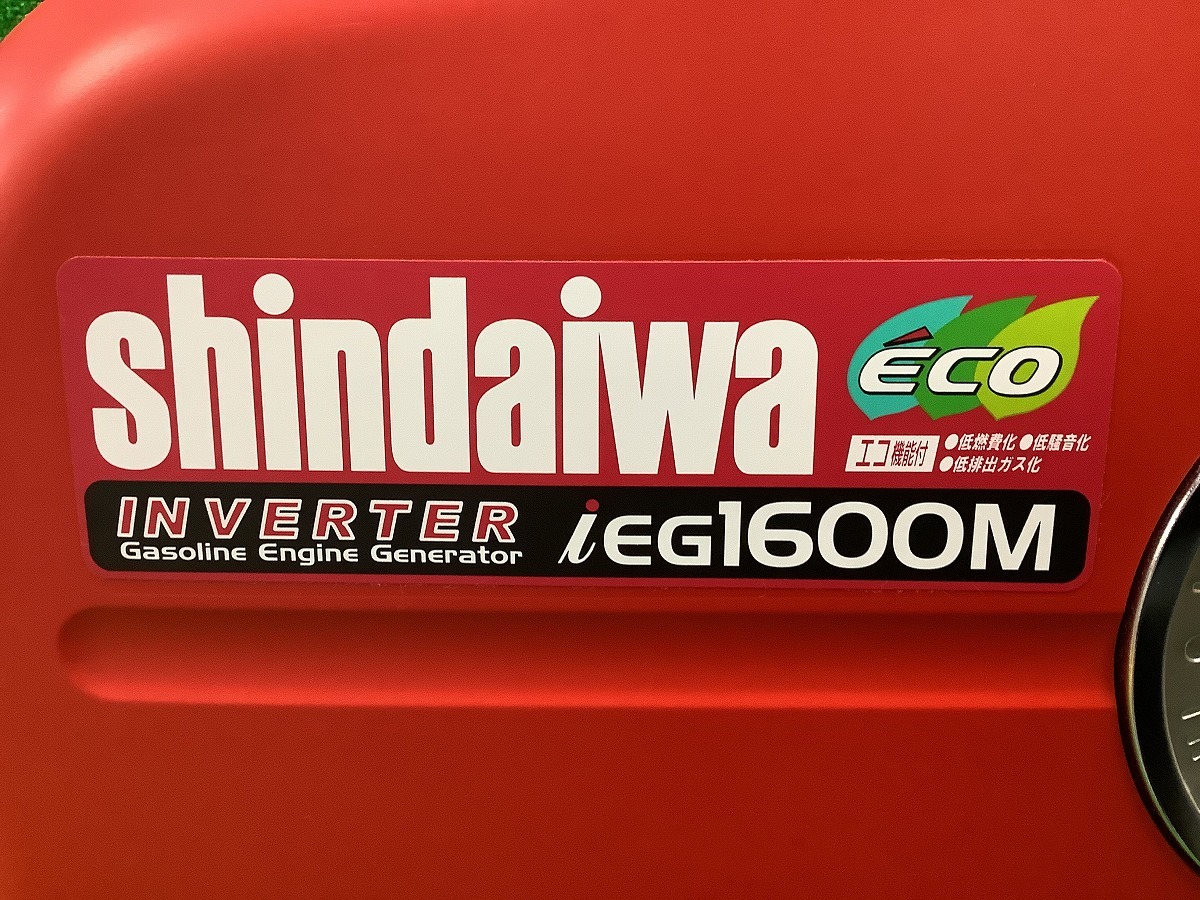 shindaiwa
ÉCO
エコ機能付
●低燃費化 ●低騒音化
●低排出ガス化
INVERTER
Gasoline Engine Generator
iEG1600M